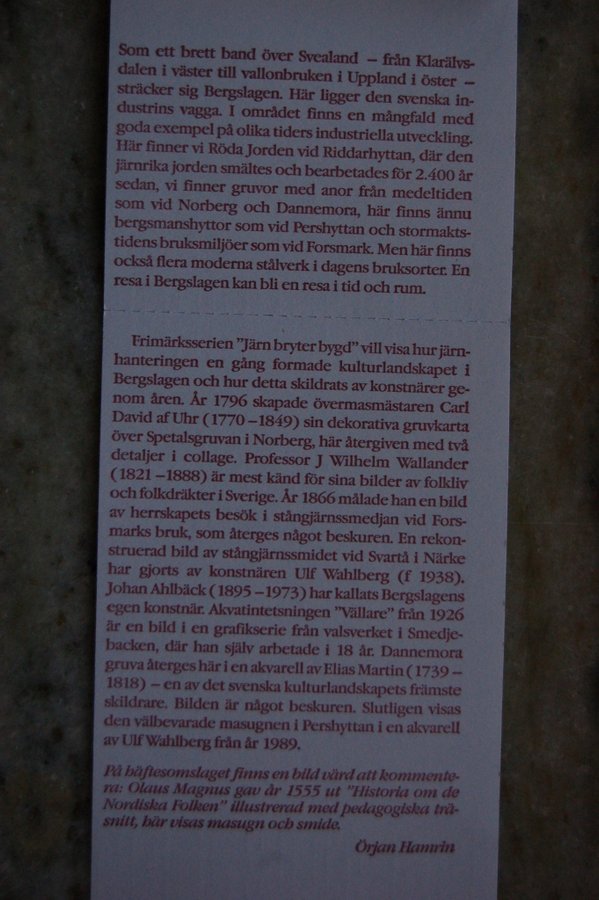 Som ett brett band över Svealand – från Klarälvs-
dalen i väster till vallonbruken i Uppland i öster –
sträcker sig Bergslagen. Här ligger den svenska in-
dustrins vagga. I området finns en mångfald med
goda exempel på olika tiders industriella utveckling.
Här finner vi Röda Jorden vid Riddarhyttan, där den
järnrika jorden smältes och bearbetades för 2.400 år
sedan, vi finner gruvor med anor från medeltiden
som vid Norberg och Dannemora, här finns ännu
bergsmanshyttor som vid Pershyttan och stormakts-
tidens bruksmiljöer som vid Forsmark. Men här finns
också flera moderna stålverk i dagens bruksorter. En
resa i Bergslagen kan bli en resa i tid och rum.
Frimärksserien ”Järn bryter bygd” vill visa hur järn-
hanteringen en gång formade kulturlandskapet i
Bergslagen och hur detta skildrats av konstnärer ge-
nom åren. År 1796 skapade övermasmästaren Carl
David af Uhr (1770–1849) sin dekorativa gruvkarta
över Spetalsgruvan i Norberg, här återgiven med två
detaljer i collage. Professor J Wilhelm Wallander
(1821–1888) är mest känd för sina bilder av folkliv
och folkdräkter i Sverige. År 1866 målade han en bild
av herrskapets besök i stångjärnssmedjan vid Fors-
marks bruk, som återges något beskuren. En rekon-
struerad bild av stångjärnssmidet vid Svartå i Närke
har gjorts av konstnären Ulf Wahlberg (f 1938).
Johan Ahlbäck (1895–1973) har kallats Bergslagens
egen konstnär. Akvatintetsningen ”Vällare” från 1926
är en bild i en grafikserie från valsverket i Smedje-
backen, där han själv arbetade i 18 år. Dannemora
gruva återges här i en akvarell av Elias Martin (1739–
1818) – en av det svenska kulturlandskapets främste
skildrare. Bilden är något beskuren. Slutligen visas
den välbevarade masugnen i Pershyttan i en akvarell
av Ulf Wahlberg från år 1989.
På häftesomslaget finns en bild värd att kommente-
ra: Olaus Magnus gav år 1555 ut ”Historia om de
Nordiska Folken” illustrerad med pedagogiska trä-
snitt, här visas masugn och smide.
Örjan Hamrin